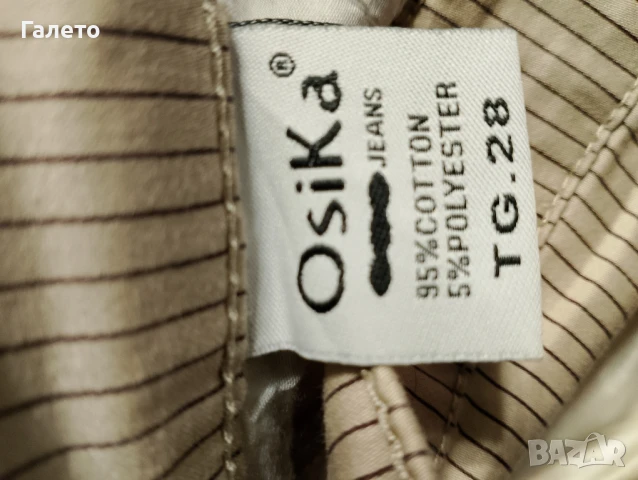 Галето
OsiKa®
JEANS
95%COTTON
5%POLYESTER
TG.28
BAZAR